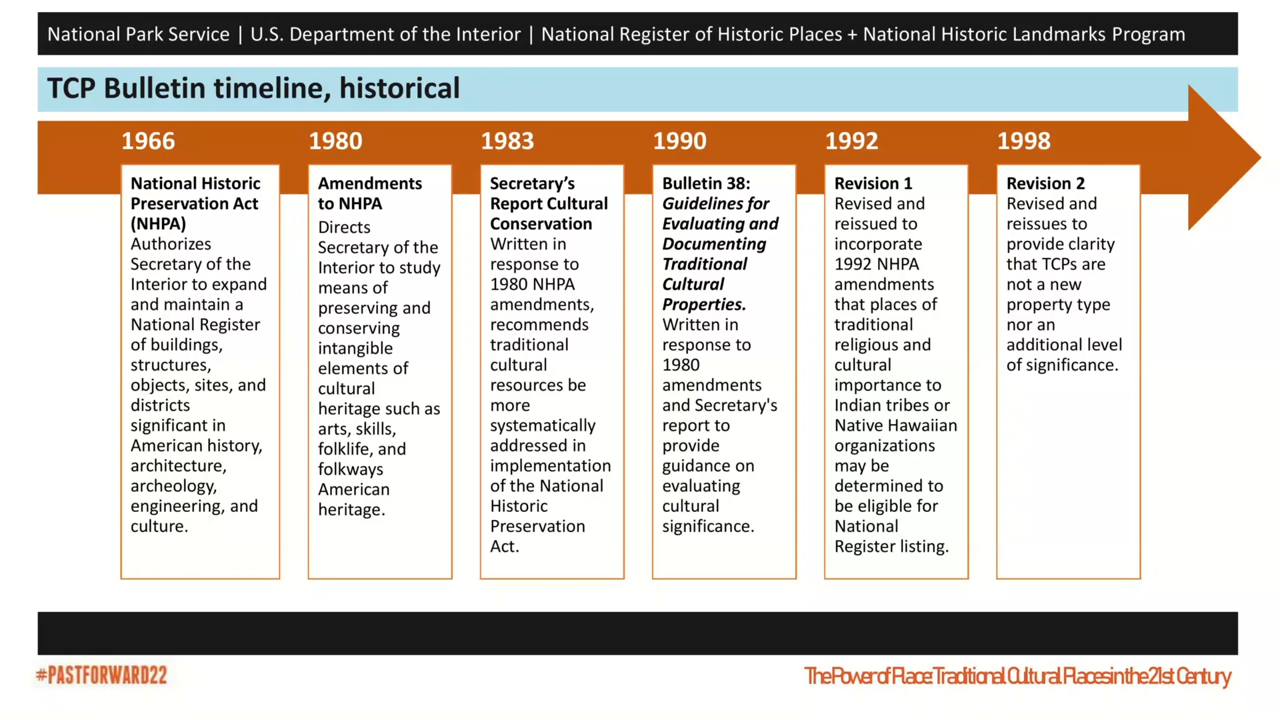 National Park Service | U.S. Department of the Interior | National Register of Historic Places + National Historic Landmarks Program
TCP Bulletin timeline, historical
1966
National Historic
Preservation Act
(NHPA)
Authorizes
Secretary of the
Interior to expand
and maintain a
National Register
of buildings,
structures,
objects, sites, and
districts
significant in
American history,
architecture,
archeology,
engineering, and
culture.
1980
Amendments
to NHPA
Directs
Secretary of the
Interior to study
means of
preserving and
conserving
intangible
elements of
cultural
heritage such as
arts, skills,
folklife, and
folkways
American
heritage.
1983
Secretary's
Report Cultural
Conservation
Written in
response to
1980 NHPA
amendments,
recommends
traditional
cultural
resources be
more
systematically
addressed in
implementation
of the National
Historic
Preservation
Act.
1990
Bulletin 38:
Guidelines for
Evaluating and
Documenting
Traditional
Cultural
Properties.
Written in
response to
1980
amendments
and Secretary's
report to
provide
guidance on
evaluating
cultural
significance.
1992
Revision 1
Revised and
reissued to
incorporate
1992 NHPA
amendments
that places of
traditional
religious and
cultural
importance to
Indian tribes or
Native Hawaiian
organizations
may be
determined to
be eligible for
National
Register listing.
1998
Revision 2
Revised and
reissues to
provide clarity
that TCPs are
not a new
property type
nor an
additional level
of significance.
#PASTFORWARD22
The Power of Place: Traditional Cultural Places in the 21st Century